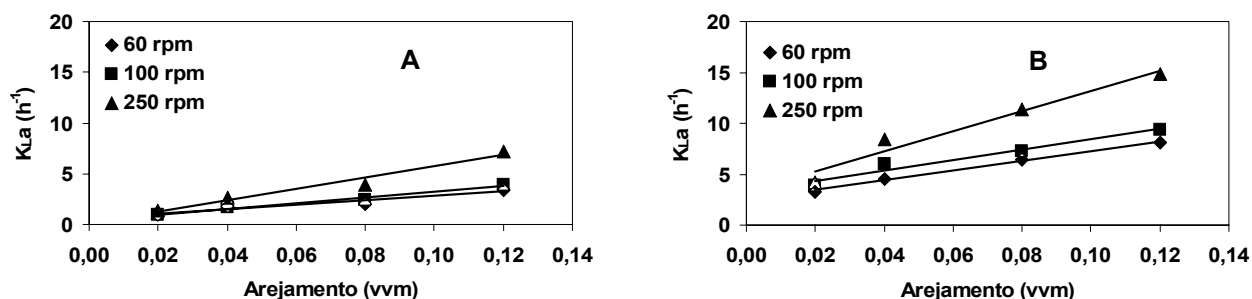 20
15
10
5
0
KLa (h-1)
60 rpm
100 rpm
250 rpm
A
0,00 0,02 0,04 0,06 0,08 0,10 0,12 0,14
Arejamento (vvm)
20
15
10
5
0
KLa (h-1)
60 rpm
100 rpm
250 rpm
B
0,00 0,02 0,04 0,06 0,08 0,10 0,12 0,14
Arejamento (vvm)